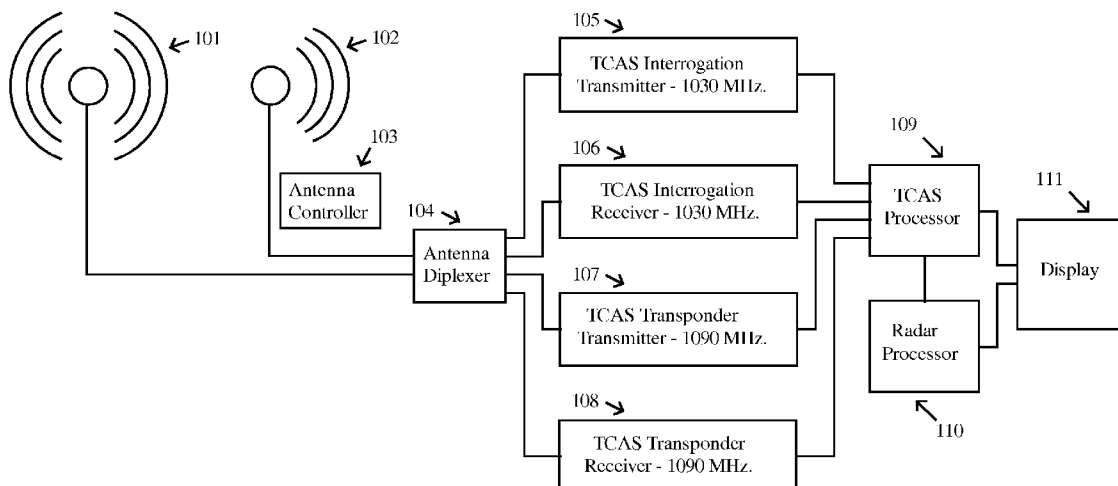 101
102
103
Antenna
Controller
104
Antenna
Diplexer
105
TCAS Interrogation
Transmitter - 1030 MHz.
106
TCAS Interrogation
Receiver - 1030 MHz.
107
TCAS Transponder
Transmitter - 1090 MHz.
108
TCAS Transponder
Receiver - 1090 MHz.
109
TCAS
Processor
Radar
Processor
110
111
Display